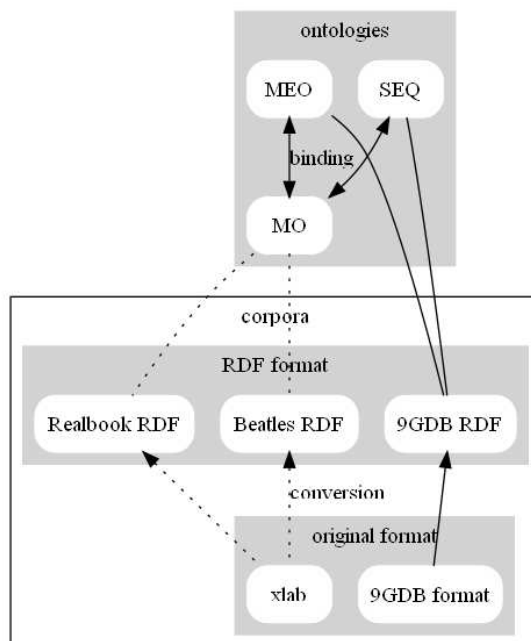 ontologies
MEO SEQ
binding
MO
corpora
RDF format
Realbook RDF Beatles RDF 9GDB RDF
conversion
original format
xlab 9GDB format